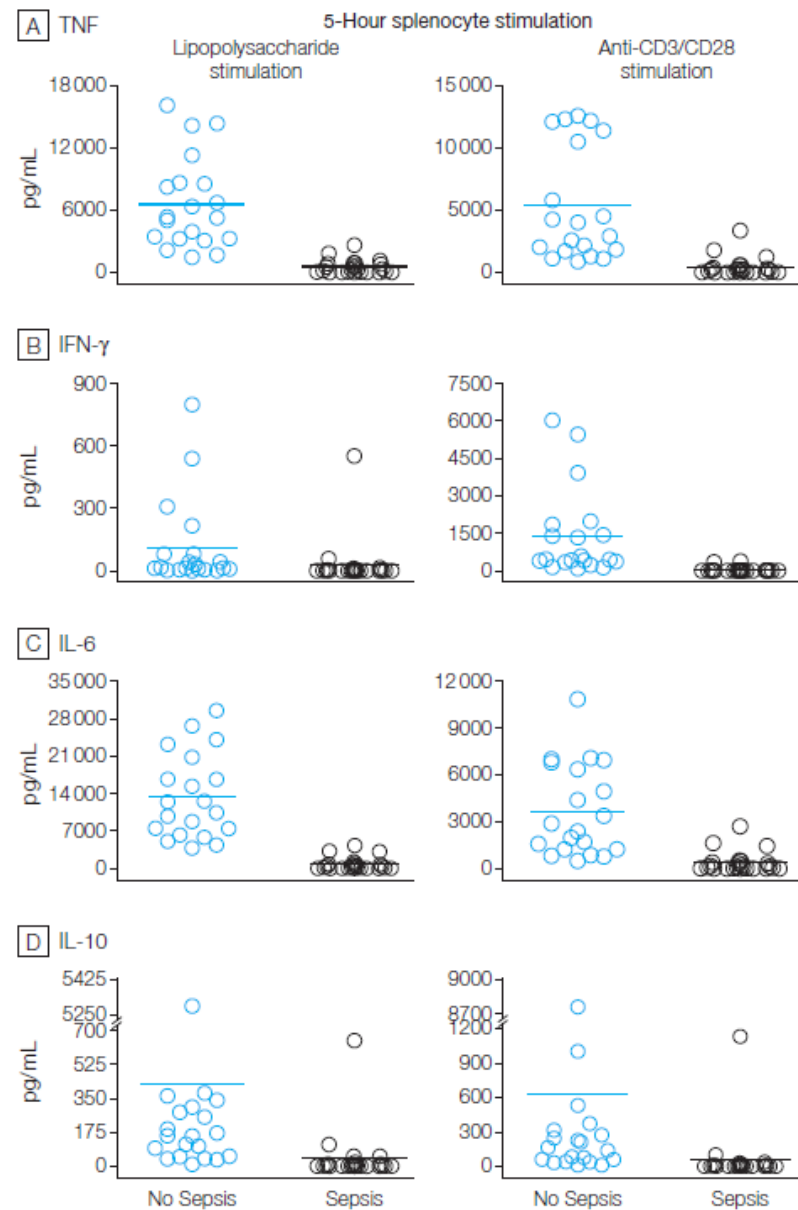 5-Hour splenocyte stimulation
A TNF
Lipopolysaccharide
stimulation
Anti-CD3/CD28
stimulation
pg/mL
18 000
12 000
6000
0
15 000
10 000
5000
0
B IFN-γ
pg/mL
900
600
300
0
7500
6000
4500
3000
1500
0
C IL-6
pg/mL
35 000
28 000
21 000
14 000
7000
0
12 000
9000
6000
3000
0
D IL-10
pg/mL
5425
5250
700
525
350
175
0
9000
8700
1200
900
600
300
0
No Sepsis
Sepsis
No Sepsis
Sepsis